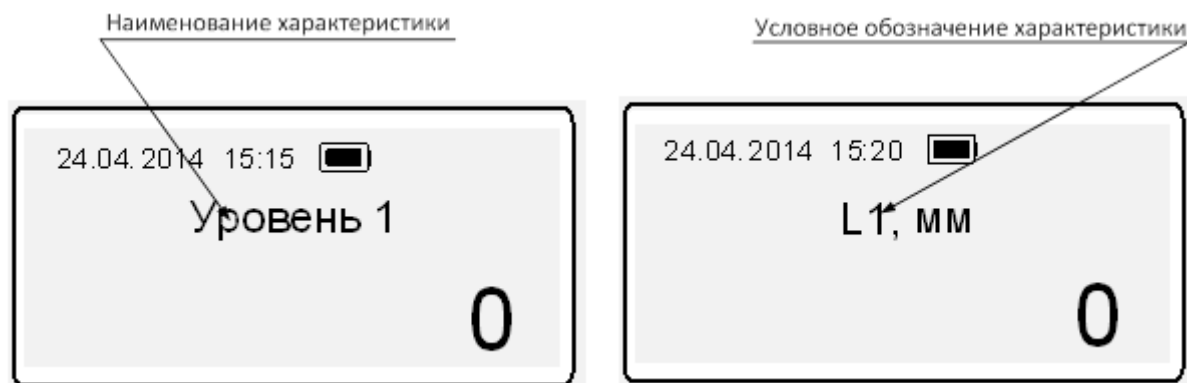 Наименование характеристики
Условное обозначение характеристики
24.04.2014 15:15
Уровень 1
0
24.04.2014 15:20
L1, мм
0